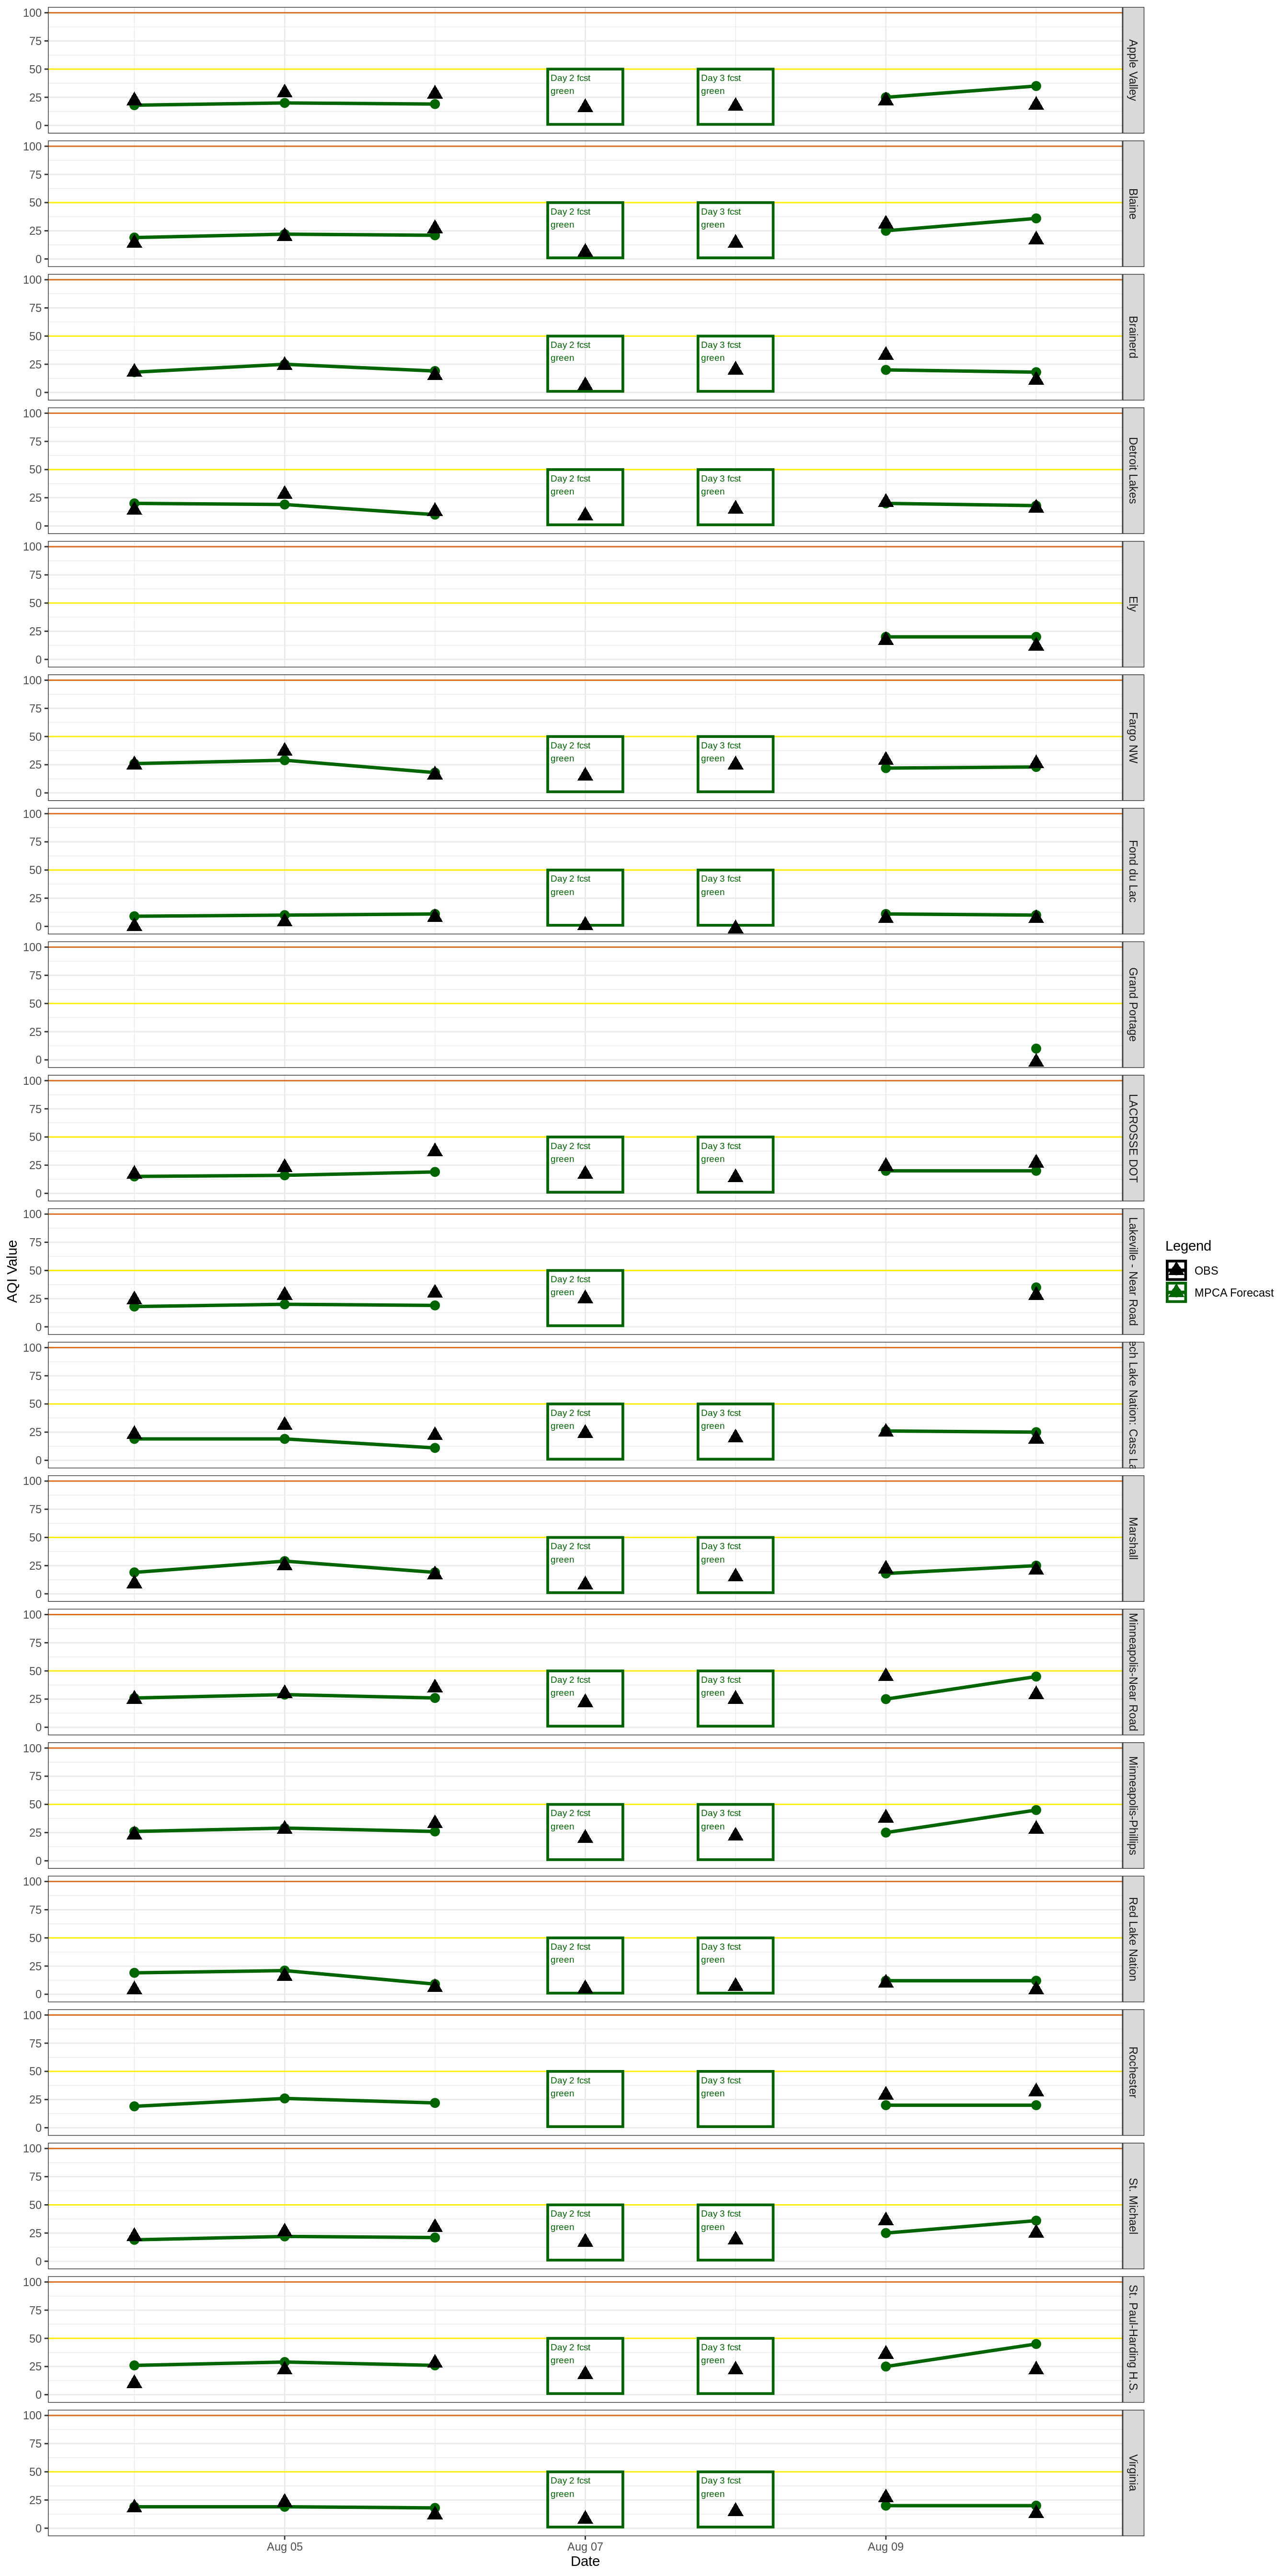 100
75
50
25
0
Day 2 fcst
green
Day 3 fcst
green
Apple Valley
100
75
50
25
0
Day 2 fcst
green
Day 3 fcst
green
Blaine
100
75
50
25
0
Day 2 fcst
green
Day 3 fcst
green
Brainerd
100
75
50
25
0
Day 2 fcst
green
Day 3 fcst
green
Detroit Lakes
100
75
50
25
0
Ely
100
75
50
25
0
Day 2 fcst
green
Day 3 fcst
green
Fargo NW
100
75
50
25
0
Day 2 fcst
green
Day 3 fcst
green
Fond du Lac
100
75
50
25
0
Grand Portage
100
75
50
25
0
Day 2 fcst
green
Day 3 fcst
green
LACROSSE DOT
AQI Value
100
75
50
25
0
Day 2 fcst
green
Lakeville - Near Road
Legend
OBS
MPCA Forecast
100
75
50
25
0
Day 2 fcst
green
Day 3 fcst
green
ech Lake Nation: Cass La
100
75
50
25
0
Day 2 fcst
green
Day 3 fcst
green
Marshall
100
75
50
25
0
Day 2 fcst
green
Day 3 fcst
green
Minneapolis-Near Road
100
75
50
25
0
Day 2 fcst
green
Day 3 fcst
green
Minneapolis-Phillips
100
75
50
25
0
Day 2 fcst
green
Day 3 fcst
green
Red Lake Nation
100
75
50
25
0
Day 2 fcst
green
Day 3 fcst
green
Rochester
100
75
50
25
0
Day 2 fcst
green
Day 3 fcst
green
St. Michael
100
75
50
25
0
Day 2 fcst
green
Day 3 fcst
green
St. Paul-Harding H.S.
100
75
50
25
0
Day 2 fcst
green
Day 3 fcst
green
Virginia
Aug 05
Aug 07
Aug 09
Date